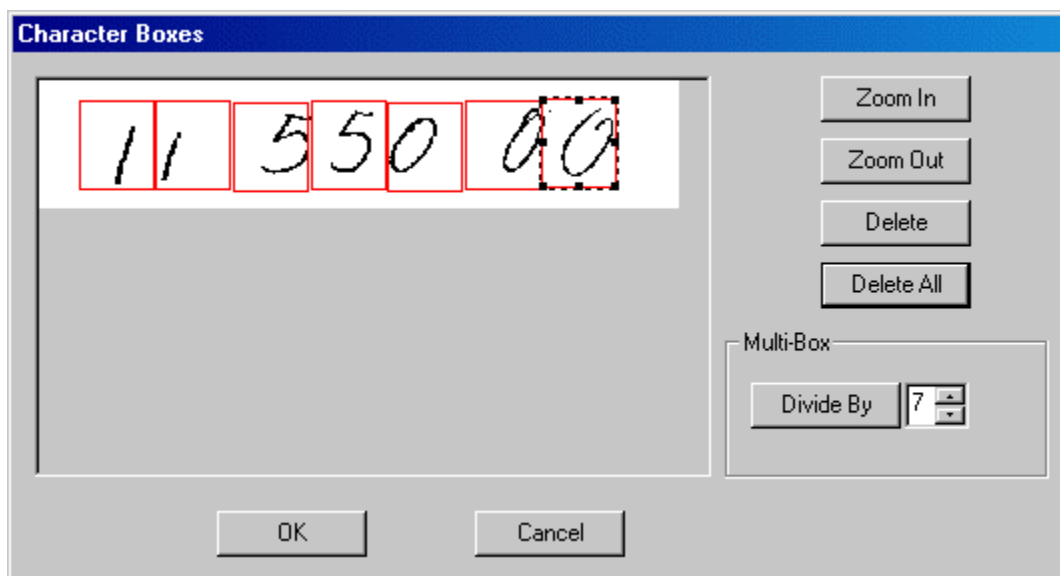 Character Boxes
11 550 00
Zoom In
Zoom Out
Delete
Delete All
Multi-Box
Divide By 7
OK Cancel